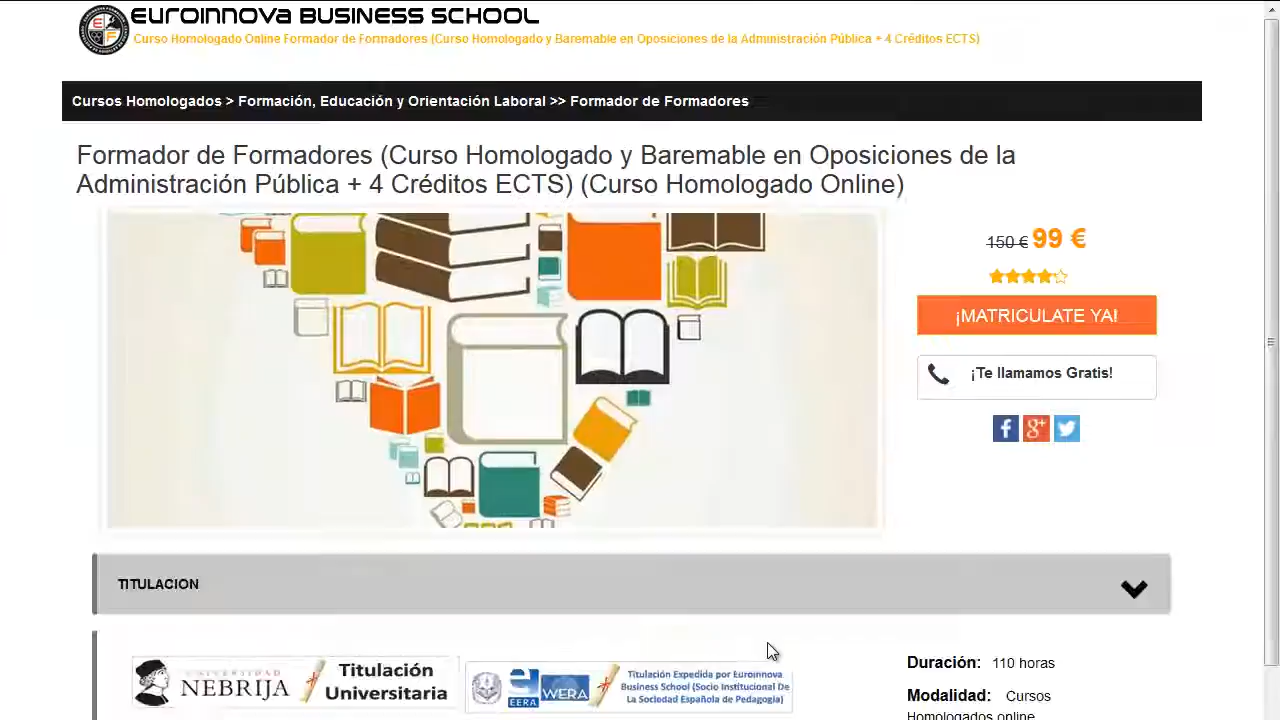 EUROINNOVA BUSINESS SCHOOL
Curso Homologado Online Formador de Formadores (Curso Homologado y Baremable en Oposiciones de la Administración Pública + 4 Créditos ECTS)
Cursos Homologados > Formación, Educación y Orientación Laboral >> Formador de Formadores
Formador de Formadores (Curso Homologado y Baremable en Oposiciones de la
Administración Pública + 4 Créditos ECTS) (Curso Homologado Online)
150 € 99 €
¡MATRICULATE YA!
¡Te llamamos Gratis!
TITULACION
UNIVERSIDAD
NEBRIJA
Titulación
Universitaria
EERA
WERA
Titulación Expedida por Euroinnova
Business School (Socio Institucional De
La Sociedad Española de Pedagogía)
Duración: 110 horas
Modalidad: Cursos
Homologados online